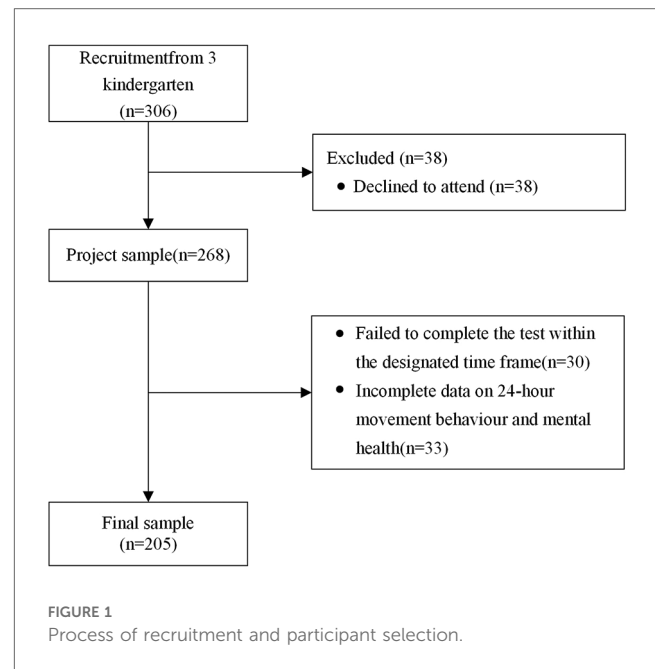 Recruitmentfrom 3
kindergarten
(n=306)
Excluded (n=38)
• Declined to attend (n=38)
Project sample(n=268)
• Failed to complete the test within
the designated time frame(n=30)
• Incomplete data on 24-hour
movement behaviour and mental
health(n=33)
Final sample
(n=205)
FIGURE 1
Process of recruitment and participant selection.